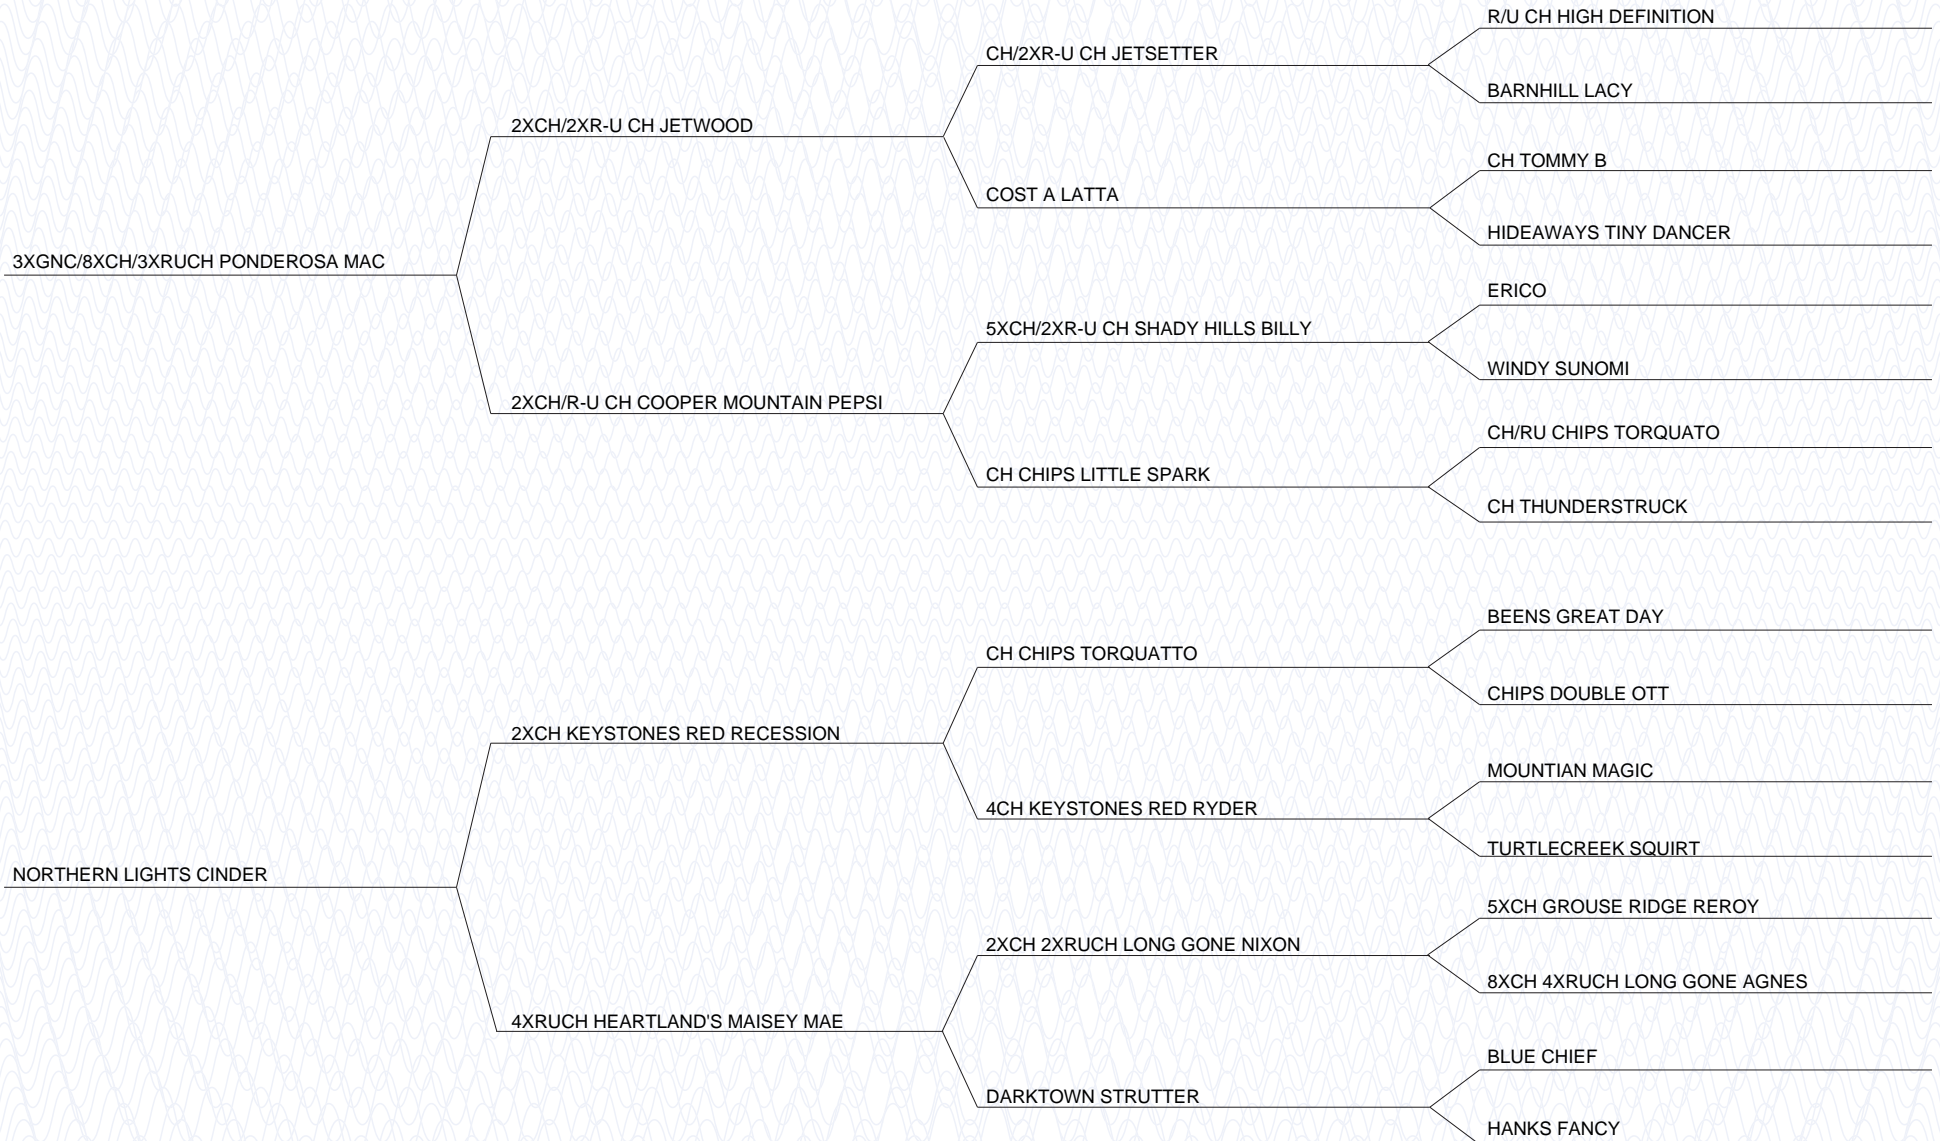 R/U CH HIGH DEFINITION
CH/2XR-U CH JETSETTER
BARNHILL LACY
2XCH/2XR-U CH JETWOOD
CH TOMMY B
COST A LATTA
HIDEAWAYS TINY DANCER
3XGNC/8XCH/3XRUCH PONDEROSA MAC
ERICO
5XCH/2XR-U CH SHADY HILLS BILLY
WINDY SUNOMI
2XCH/R-U CH COOPER MOUNTAIN PEPSI
CH/RU CHIPS TORQUATO
CH CHIPS LITTLE SPARK
CH THUNDERSTRUCK
BEENS GREAT DAY
CH CHIPS TORQUATTO
CHIPS DOUBLE OTT
2XCH KEYSTONES RED RECESSION
MOUNTIAN MAGIC
4CH KEYSTONES RED RYDER
TURTLECREEK SQUIRT
NORTHERN LIGHTS CINDER
5XCH GROUSE RIDGE REROY
2XCH 2XRUCH LONG GONE NIXON
8XCH 4XRUCH LONG GONE AGNES
4XRUCH HEARTLAND'S MAISEY MAE
BLUE CHIEF
DARKTOWN STRUTTER
HANKS FANCY